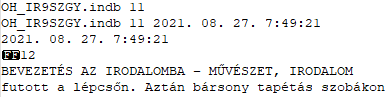 OH_IR9SZGY.indb 11
OH_IR9SZGY.indb 11 2021. 08. 27. 7:49:21
2021. 08. 27. 7:49:21
FF12
BEVEZETÉS AZ IRODALOMBA – MŰVÉSZET, IRODALOM
futott a lépcsőn. Aztán bársony tapétás szobákon